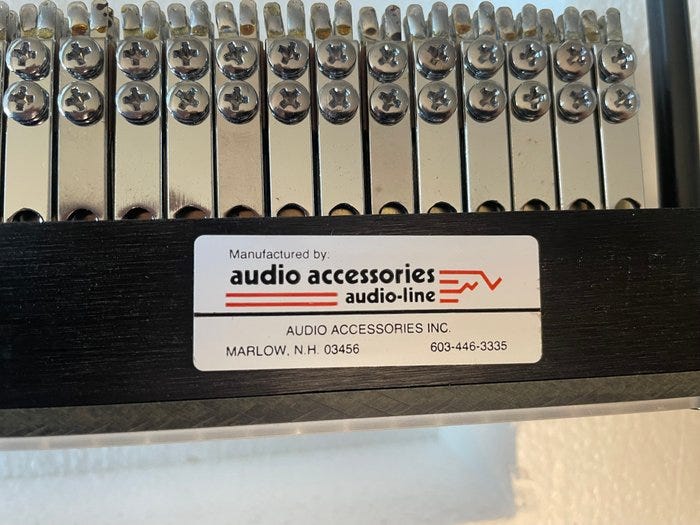 Manufactured by:
audio accessories
audio-line
AUDIO ACCESSORIES INC.
MARLOW, N.H. 03456 603-446-3335